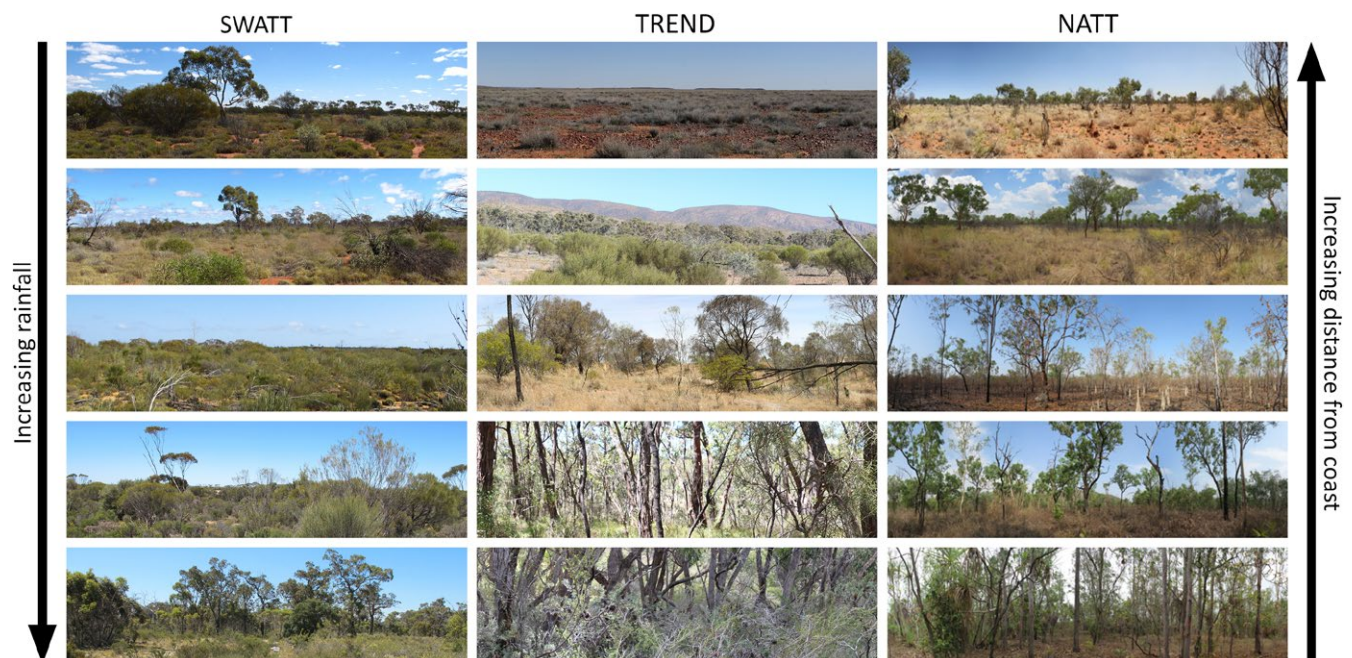 SWATT
TREND
NATT
Increasing rainfall
Increasing distance from coast